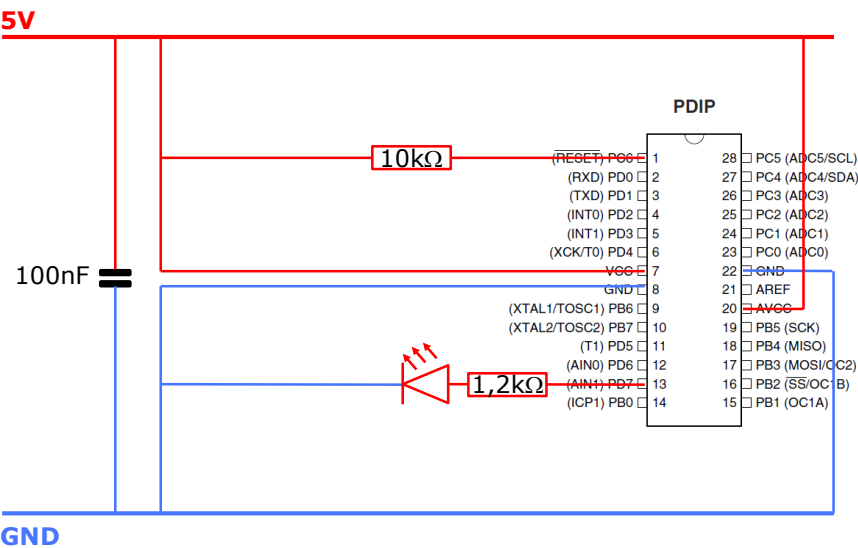 5V
PDIP
10kΩ
(RESET) PC6 1 28 PC5 (ADC5/SCL)
(RXD) PD0 2 27 PC4 (ADC4/SDA)
(TXD) PD1 3 26 PC3 (ADC3)
(INT0) PD2 4 25 PC2 (ADC2)
(INT1) PD3 5 24 PC1 (ADC1)
(XCK/T0) PD4 6 23 PC0 (ADC0)
100nF
VCC 7 22 GND
GND 8 21 AREF
(XTAL1/TOSC1) PB6 9 20 AVCC
(XTAL2/TOSC2) PB7 10 19 PB5 (SCK)
(T1) PD5 11 18 PB4 (MISO)
(AIN0) PD6 12 17 PB3 (MOSI/OC2)
1,2kΩ
(AIN1) PD7 13 16 PB2 (SS/OC1B)
(ICP1) PB0 14 15 PB1 (OC1A)
GND